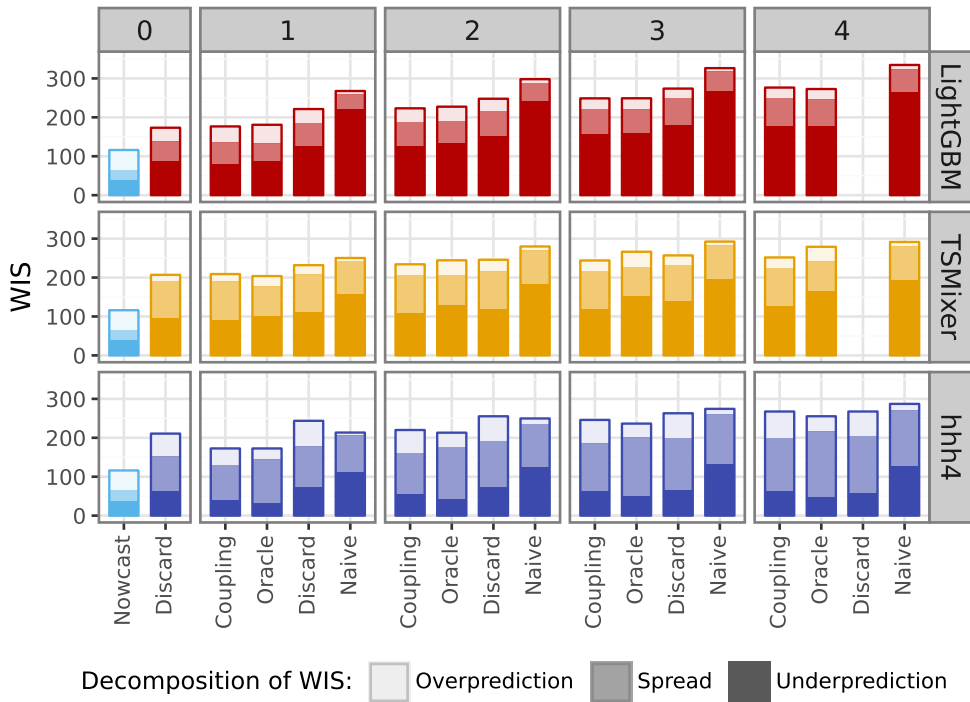 0 1 2 3 4
LightGBM
300
200
100
0
TSMixer
300
200
100
0
hhh4
300
200
100
0
WIS
Nowcast Discard Coupling Oracle Discard Naive Coupling Oracle Discard Naive Coupling Oracle Discard Naive Coupling Oracle Naive
Decomposition of WIS: Overprediction Spread Underprediction